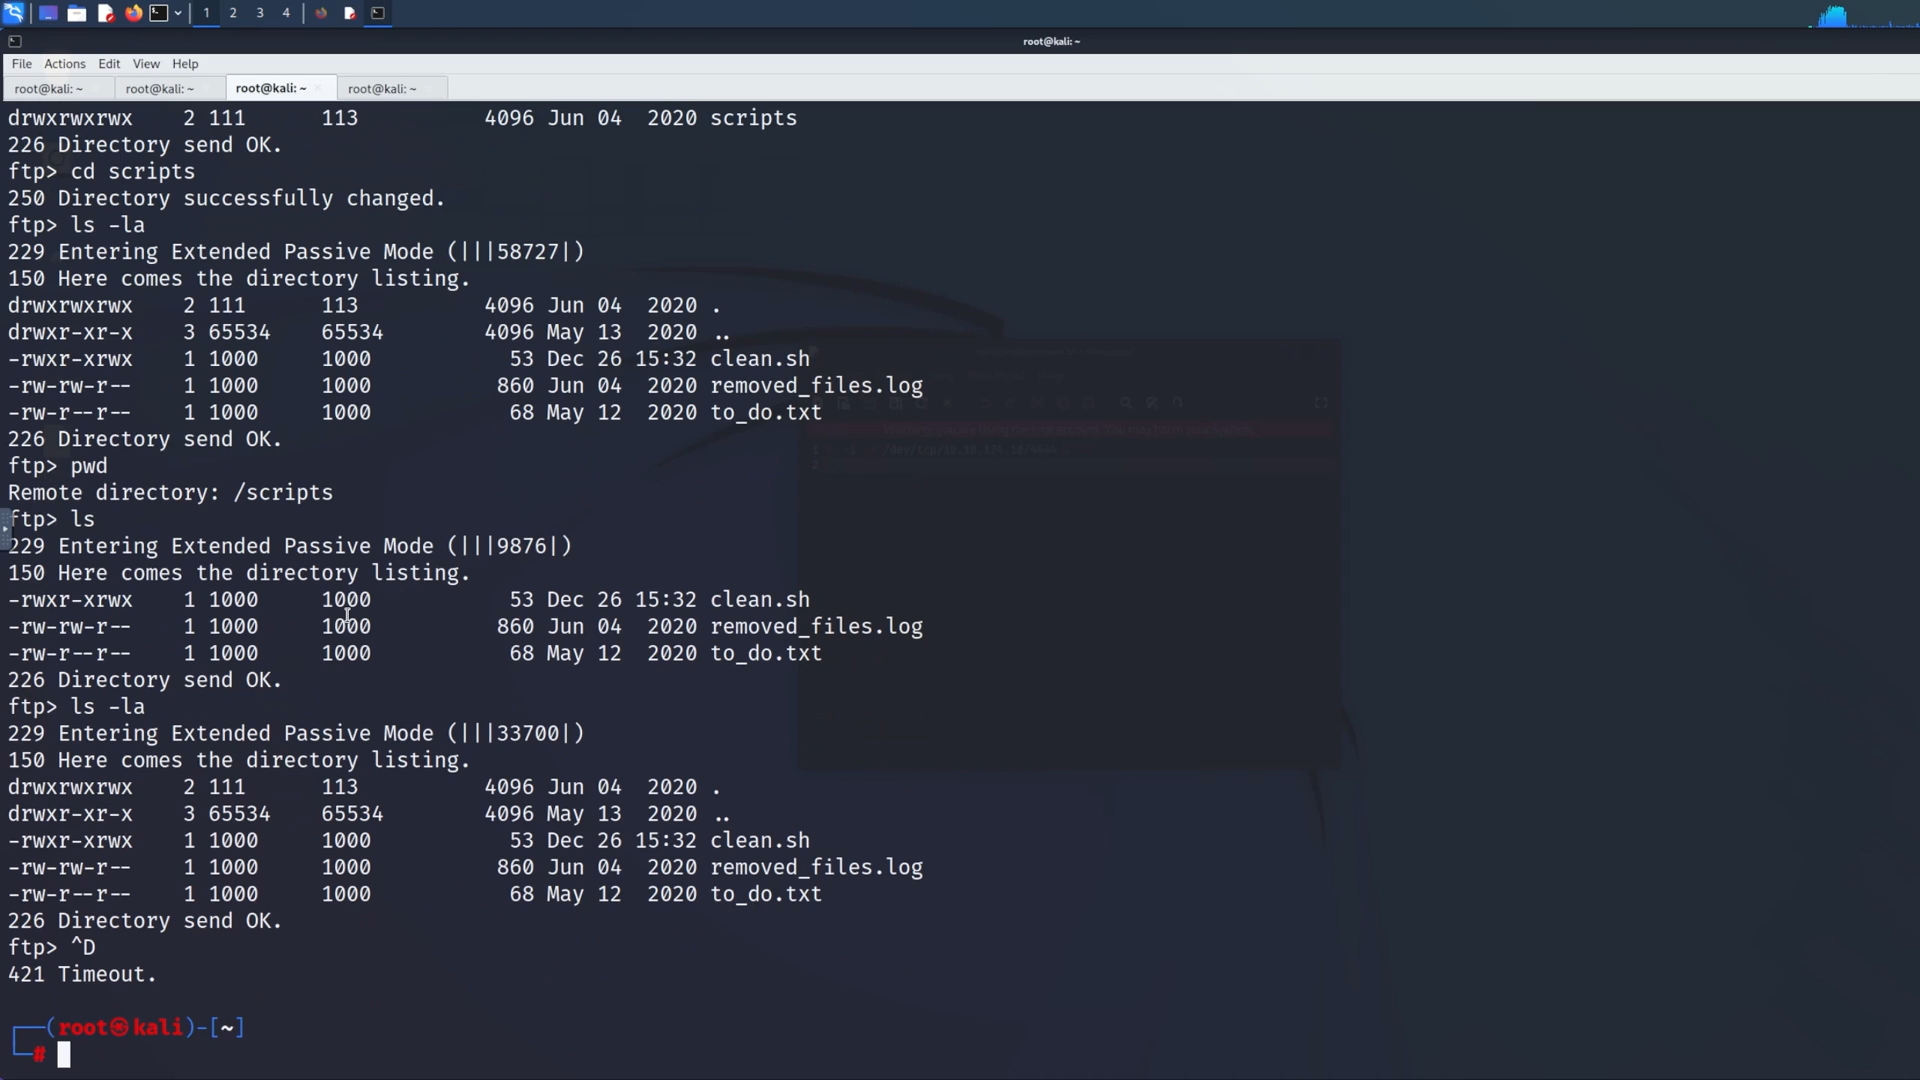 1 2 3 4
root@kali: ~
File Actions Edit View Help
root@kali: ~ root@kali: ~ root@kali: ~ root@kali: ~
drwxrwxrwx 2 111 113 4096 Jun 04 2020 scripts
226 Directory send OK.
ftp> cd scripts
250 Directory successfully changed.
ftp> ls -la
229 Entering Extended Passive Mode (|||58727|)
150 Here comes the directory listing.
drwxrwxrwx 2 111 113 4096 Jun 04 2020 .
drwxr-xr-x 3 65534 65534 4096 May 13 2020 ..
-rwxr-xrwx 1 1000 1000 53 Dec 26 15:32 clean.sh
-rw-rw-r-- 1 1000 1000 860 Jun 04 2020 removed_files.log
-rw-r--r-- 1 1000 1000 68 May 12 2020 to_do.txt
226 Directory send OK.
ftp> pwd
Remote directory: /scripts
ftp> ls
229 Entering Extended Passive Mode (|||9876|)
150 Here comes the directory listing.
-rwxr-xrwx 1 1000 1000 53 Dec 26 15:32 clean.sh
-rw-rw-r-- 1 1000 1000 860 Jun 04 2020 removed_files.log
-rw-r--r-- 1 1000 1000 68 May 12 2020 to_do.txt
226 Directory send OK.
ftp> ls -la
229 Entering Extended Passive Mode (|||33700|)
150 Here comes the directory listing.
drwxrwxrwx 2 111 113 4096 Jun 04 2020 .
drwxr-xr-x 3 65534 65534 4096 May 13 2020 ..
-rwxr-xrwx 1 1000 1000 53 Dec 26 15:32 clean.sh
-rw-rw-r-- 1 1000 1000 860 Jun 04 2020 removed_files.log
-rw-r--r-- 1 1000 1000 68 May 12 2020 to_do.txt
226 Directory send OK.
ftp> ^D
421 Timeout.
┌──(root㉿kali)-[~]
└─#